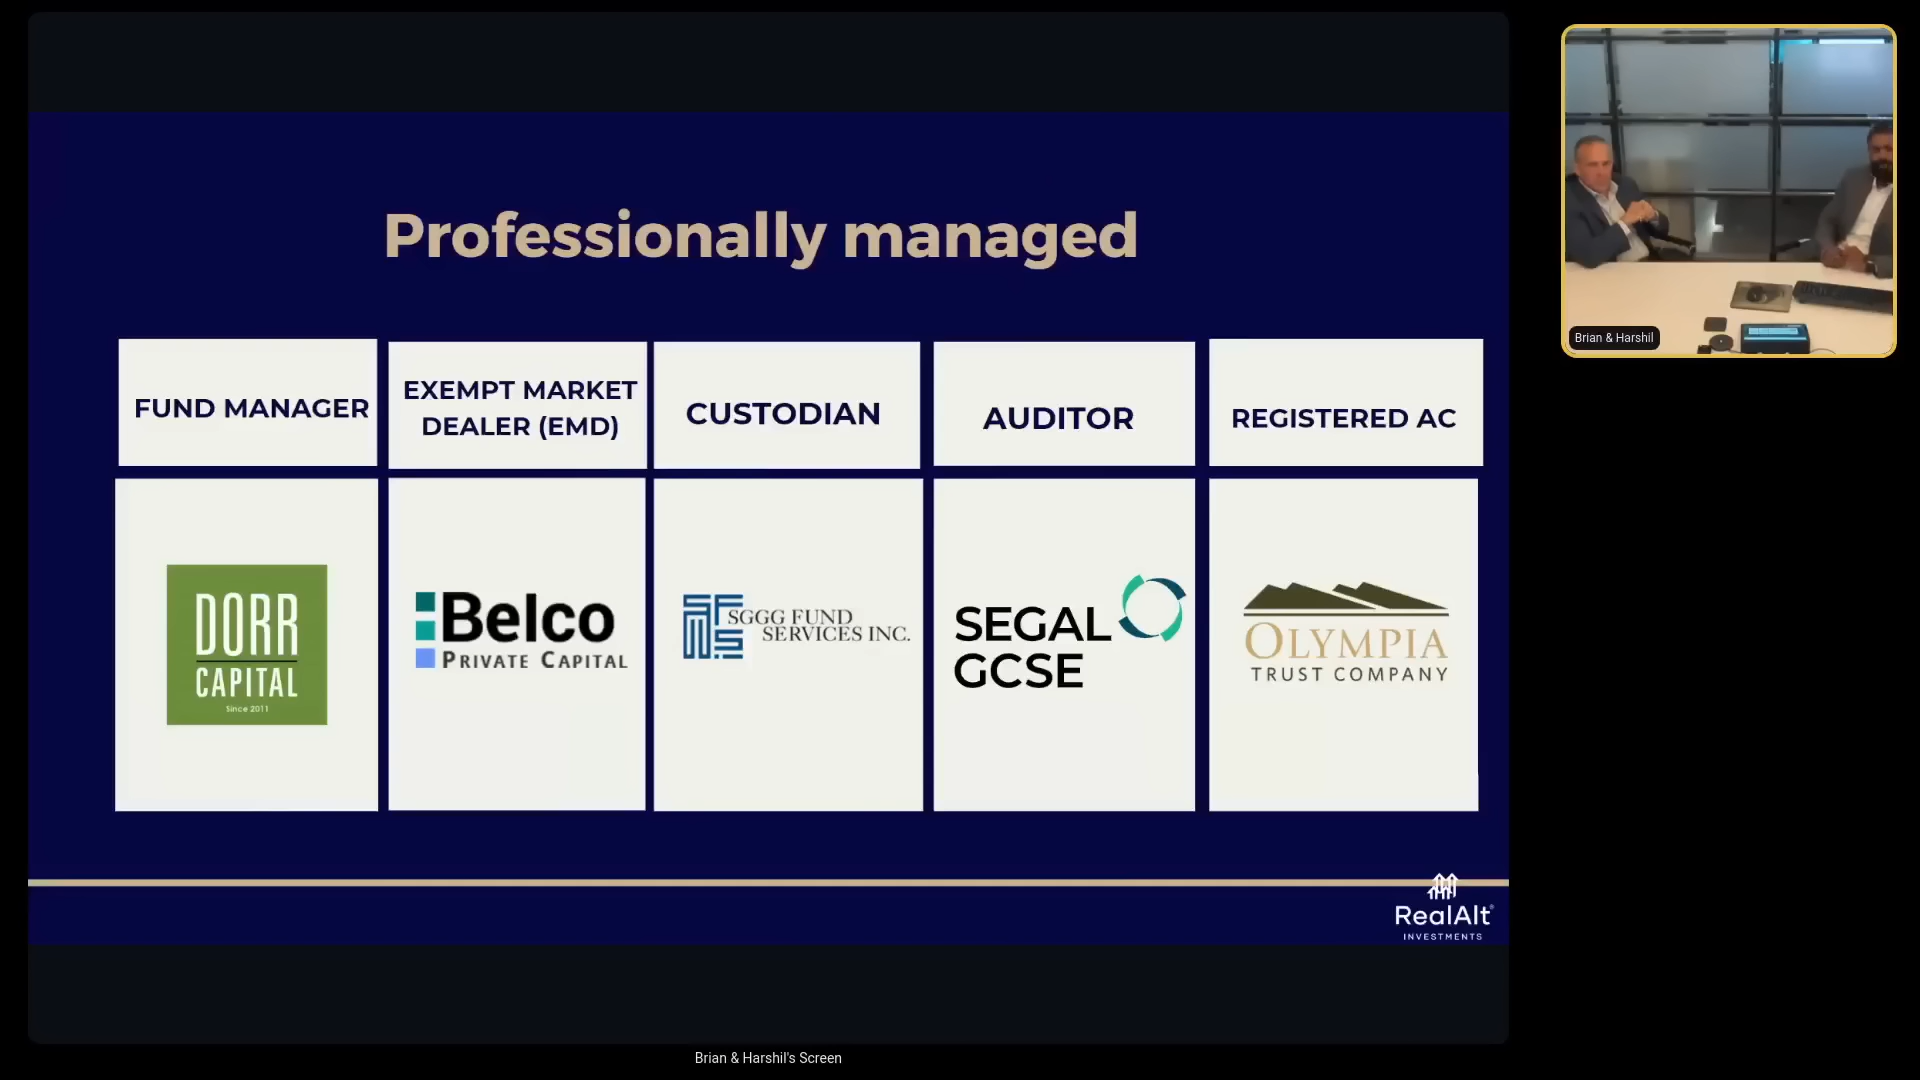 Professionally managed
FUND MANAGER
EXEMPT MARKET
DEALER (EMD)
CUSTODIAN
AUDITOR
REGISTERED AC
DORR
CAPITAL
Since 2011
Belco
PRIVATE CAPITAL
SGGG FUND
SERVICES INC.
SEGAL
GCSE
OLYMPIA
TRUST COMPANY
RealAlt
INVESTMENTS
Brian & Harshil
Brian & Harshil's Screen